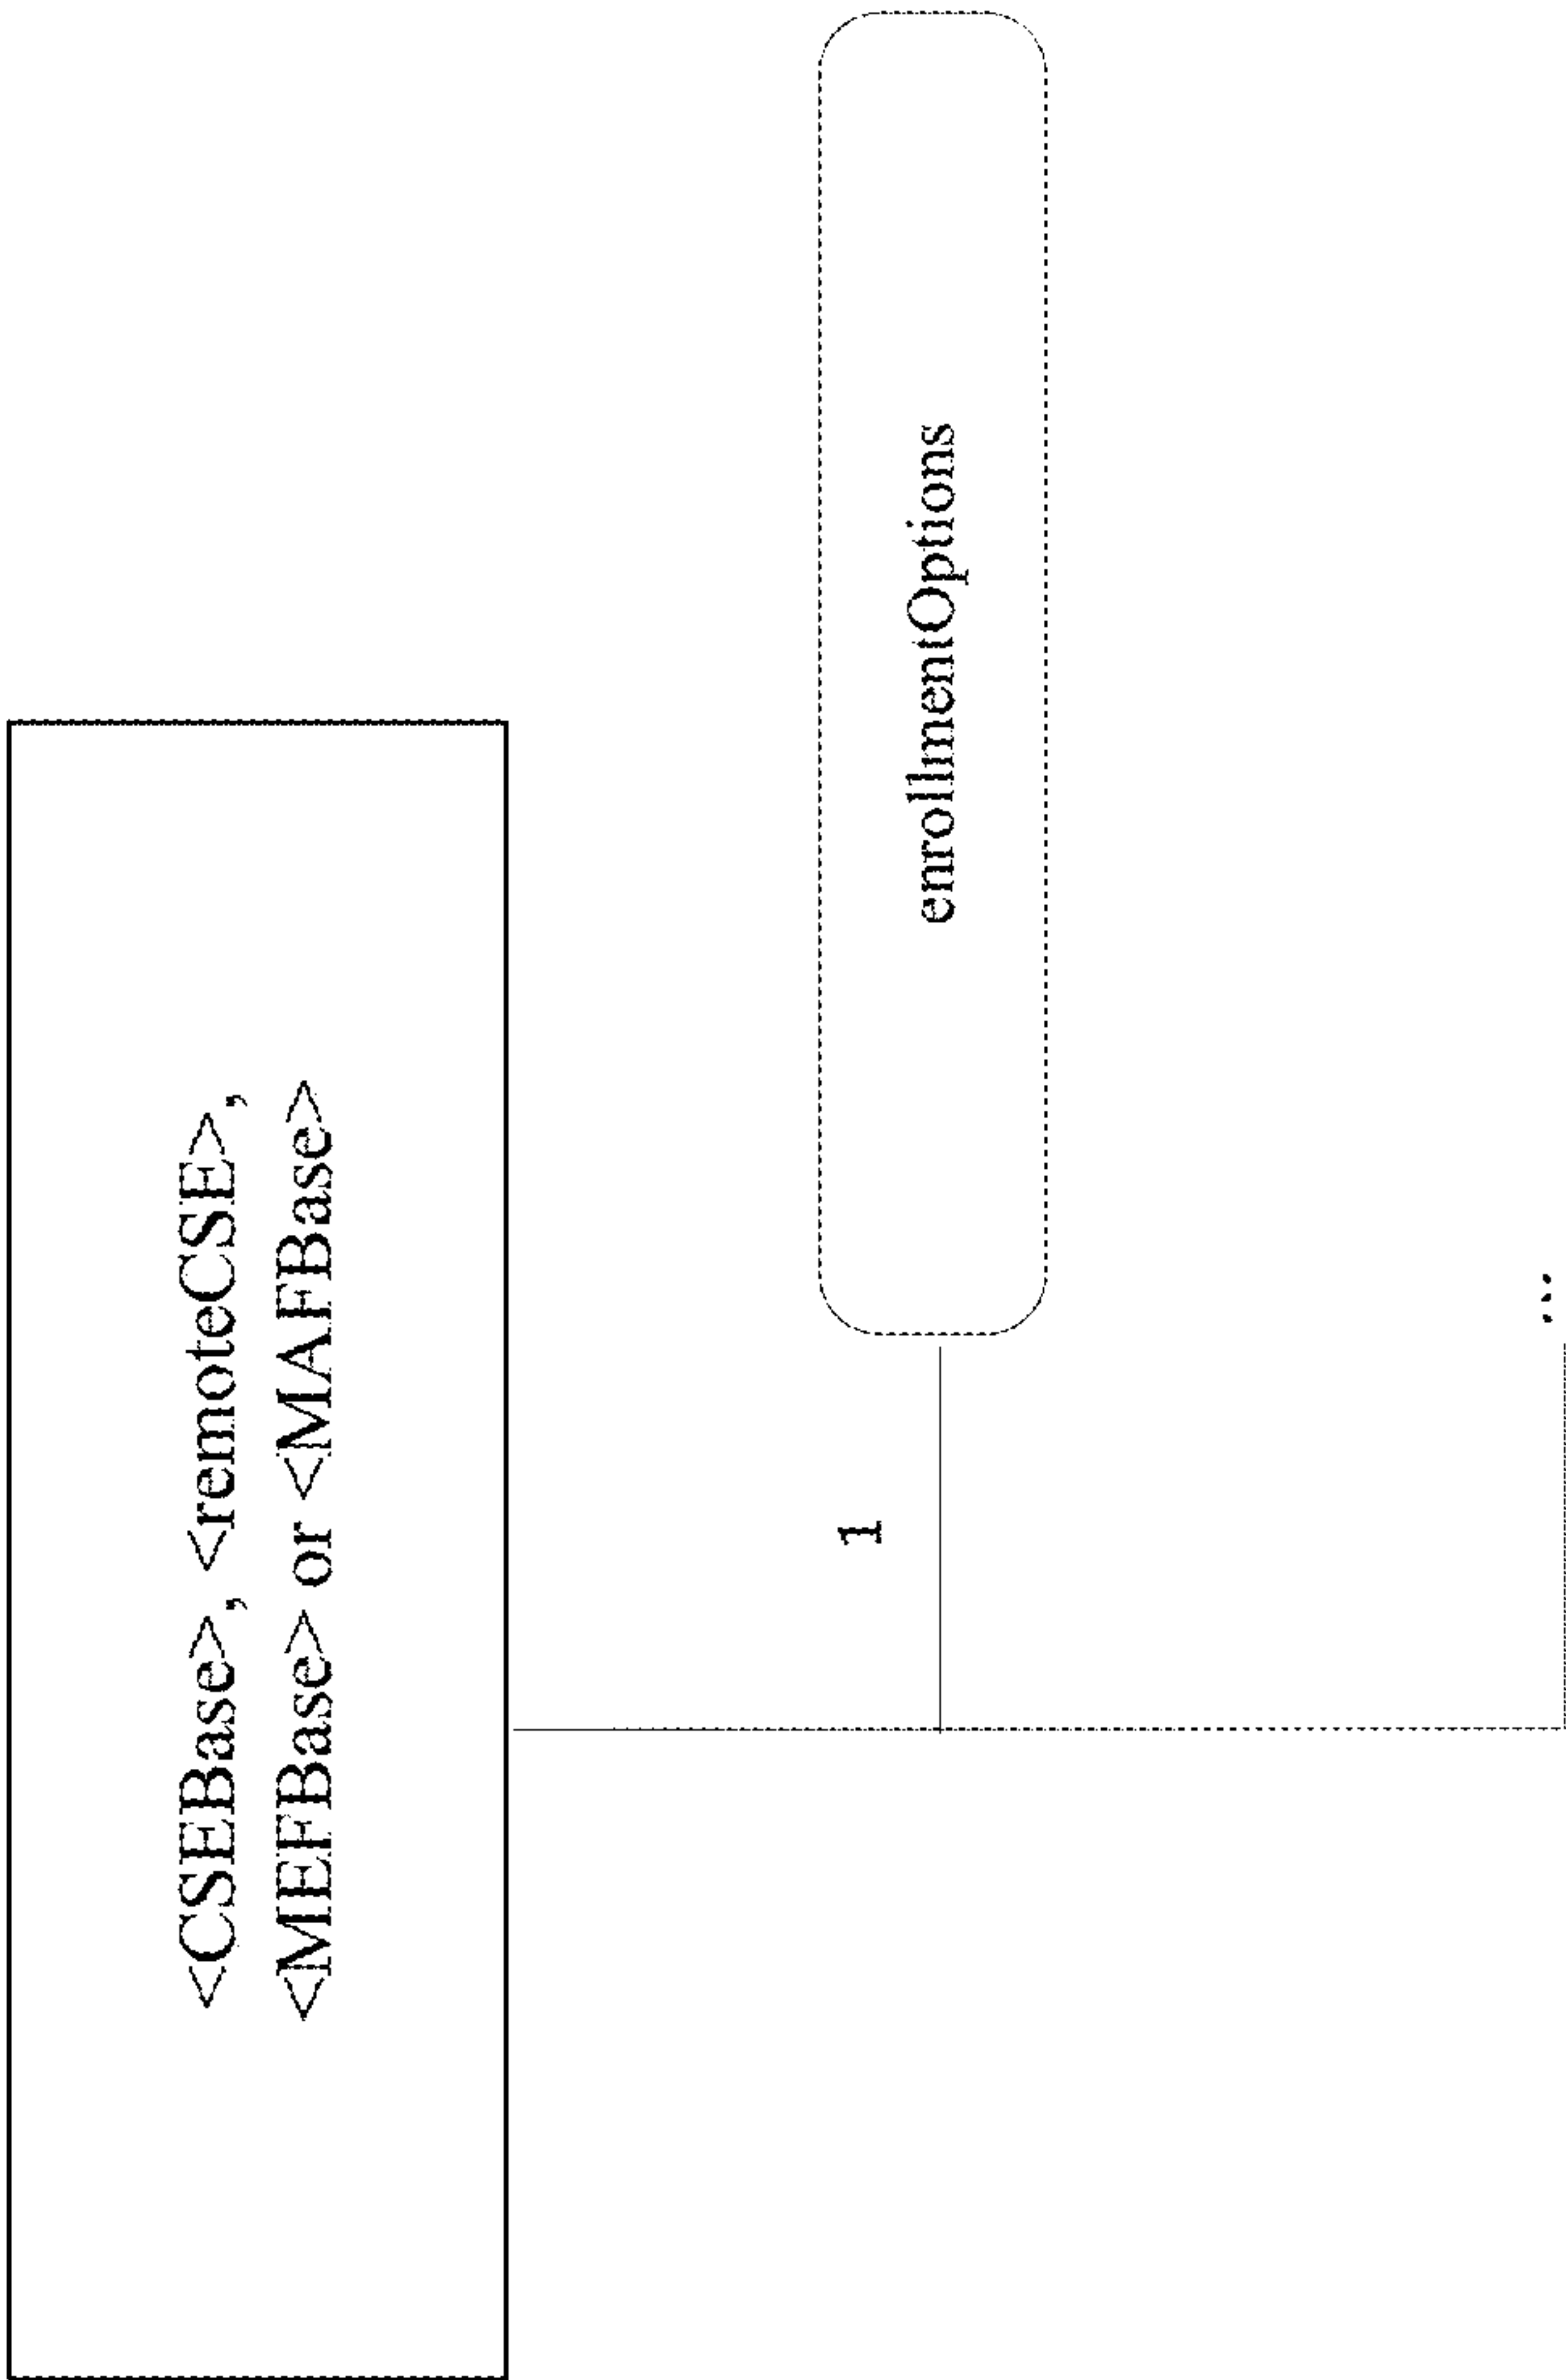 <CSEBase>, <remoteCSE>,
<MEFBase> or <MAFBase>
1
enrollmentOptions
...